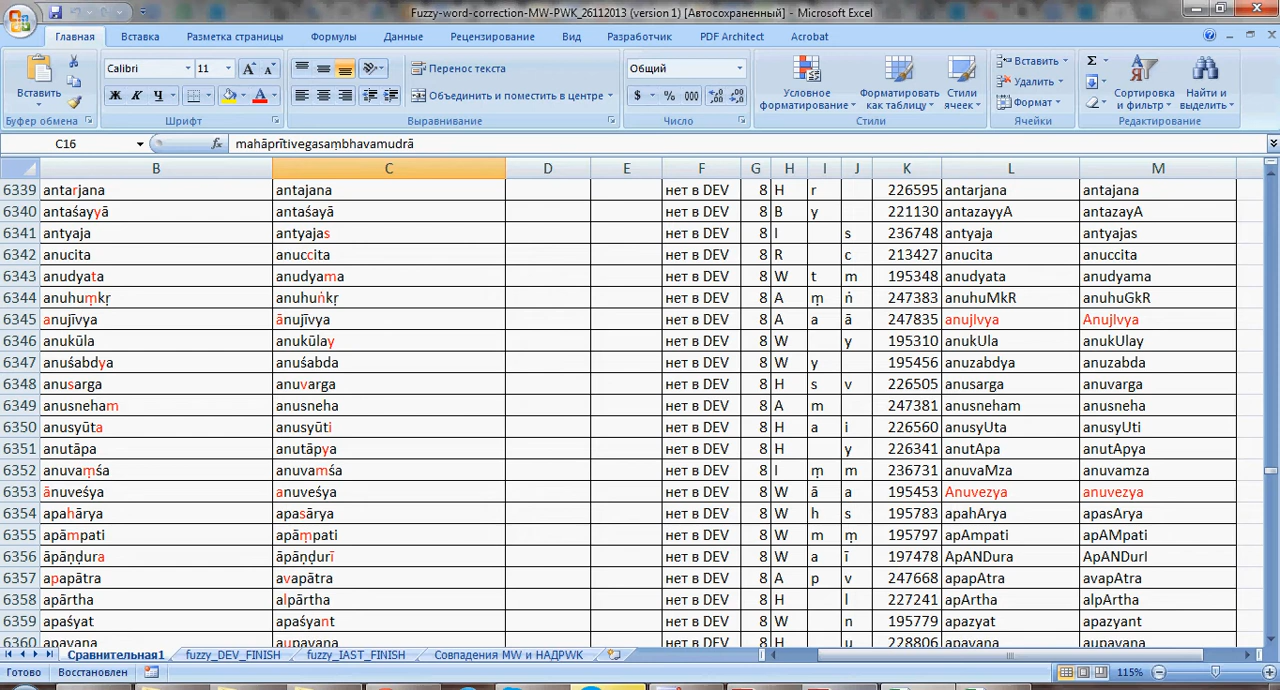 Fuzzy-word-correction-MW-PWK_26112013 (version 1) [Автосохраненный] - Microsoft Excel
Главная Вставка Разметка страницы Формулы Данные Рецензирование Вид Разработчик PDF Architect Acrobat
Calibri 11 Перенос текста Общий Вставить Σ
Вставить Ж К Ч Объединить и поместить в центре $ % 000 Условное форматирование Форматировать как таблицу Стили ячеек Удалить Формат Сортировка и фильтр Найти и выделить
Буфер обмена Шрифт Выравнивание Число Стили Ячейки Редактирование
C16 fx mahāprītivegasaṃbhavamudrā
B C D E F G H I J K L M
6339 antarjana antajana нет в DEV 8 H r 226595 antarjana antajana
6340 antaśayyā antaśayā нет в DEV 8 B y 221130 antazayyA antazayA
6341 antyaja antyajas нет в DEV 8 I s 236748 antyaja antyajas
6342 anucita anuccita нет в DEV 8 R c 213427 anucita anuccita
6343 anudyata anudyama нет в DEV 8 W t m 195348 anudyata anudyama
6344 anuhuṃkṛ anuhuṅkṛ нет в DEV 8 A ṃ ṅ 247383 anuhuMkR anuhuGkR
6345 anujīvya ānujīvya нет в DEV 8 A a ā 247835 anujIvya AnujIvya
6346 anukūla anukūlay нет в DEV 8 W y 195310 anukUla anukUlay
6347 anuśabdya anuśabda нет в DEV 8 W y 195456 anuzabdya anuzabda
6348 anusarga anuvarga нет в DEV 8 H s v 226505 anusarga anuvarga
6349 anusneham anusneha нет в DEV 8 A m 247381 anusneham anusneha
6350 anusyūta anusyūti нет в DEV 8 H a i 226560 anusyUta anusyUti
6351 anutāpa anutāpya нет в DEV 8 H y 226341 anutApa anutApya
6352 anuvaṃśa anuvamśa нет в DEV 8 I ṃ m 236731 anuvaMza anuvamza
6353 ānuveśya anuveśya нет в DEV 8 W ā a 195453 Anuvezya anuvezya
6354 apahārya apasārya нет в DEV 8 W h s 195783 apahArya apasArya
6355 apāmpati apāṃpati нет в DEV 8 W m ṃ 195797 apAmpati apAMpati
6356 āpāṇḍura āpāṇḍurī нет в DEV 8 W a ī 197478 ApANDura ApANDurI
6357 apapātra avapātra нет в DEV 8 A p v 247668 apapAtra avapAtra
6358 apārtha alpārtha нет в DEV 8 H l 227241 apArtha alpArtha
6359 apaśyat apaśyant нет в DEV 8 W n 195779 apazyat apazyant
6360 apavana aupavana нет в DEV 8 H u 228806 apavana aupavana
Сравнительная1 fuzzy_DEV_FINISH fuzzy_IAST_FINISH Совпадения MW и НАДРWK
Готово Восстановлен 115%